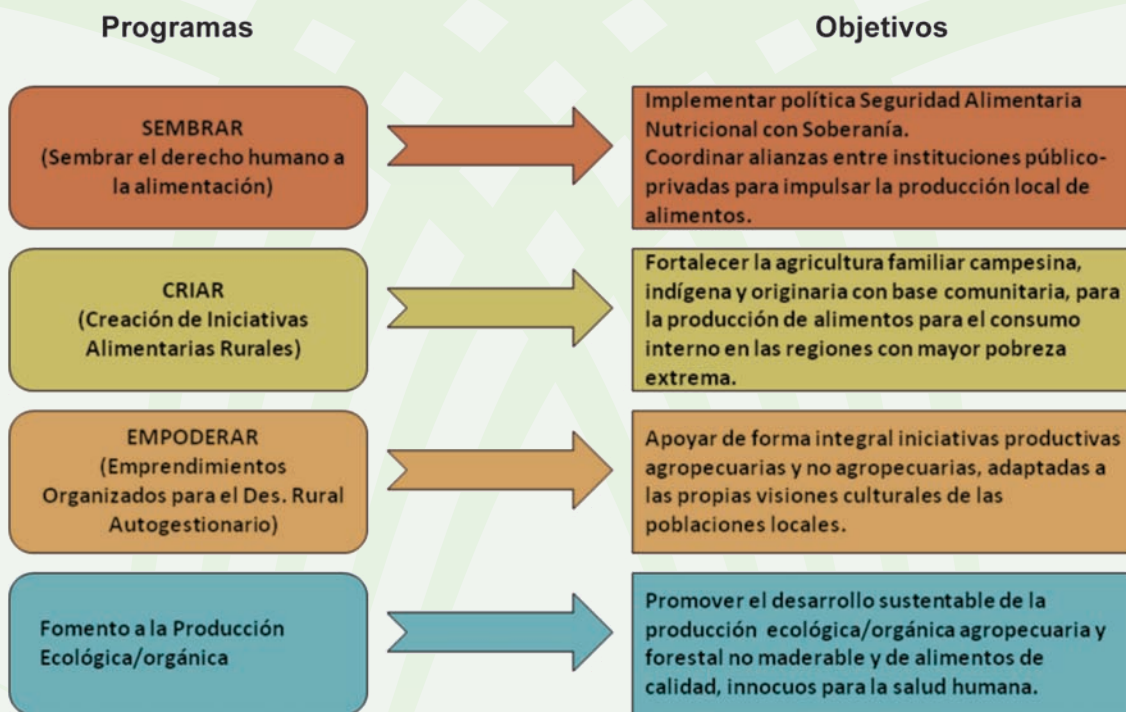 Programas
Objetivos
SEMBRAR
(Sembrar el derecho humano a
la alimentación)
Implementar política Seguridad Alimentaria
Nutricional con Soberanía.
Coordinar alianzas entre instituciones público-
privadas para impulsar la producción local de
alimentos.
CRIAR
(Creación de Iniciativas
Alimentarias Rurales)
Fortalecer la agricultura familiar campesina,
indígena y originaria con base comunitaria, para
la producción de alimentos para el consumo
interno en las regiones con mayor pobreza
extrema.
EMPODERAR
(Emprendimientos
Organizados para el Des. Rural
Autogestionario)
Apoyar de forma integral iniciativas productivas
agropecuarias y no agropecuarias, adaptadas a
las propias visiones culturales de las
poblaciones locales.
Fomento a la Producción
Ecológica/orgánica
Promover el desarrollo sustentable de la
producción ecológica/orgánica agropecuaria y
forestal no maderable y de alimentos de
calidad, innocuos para la salud humana.